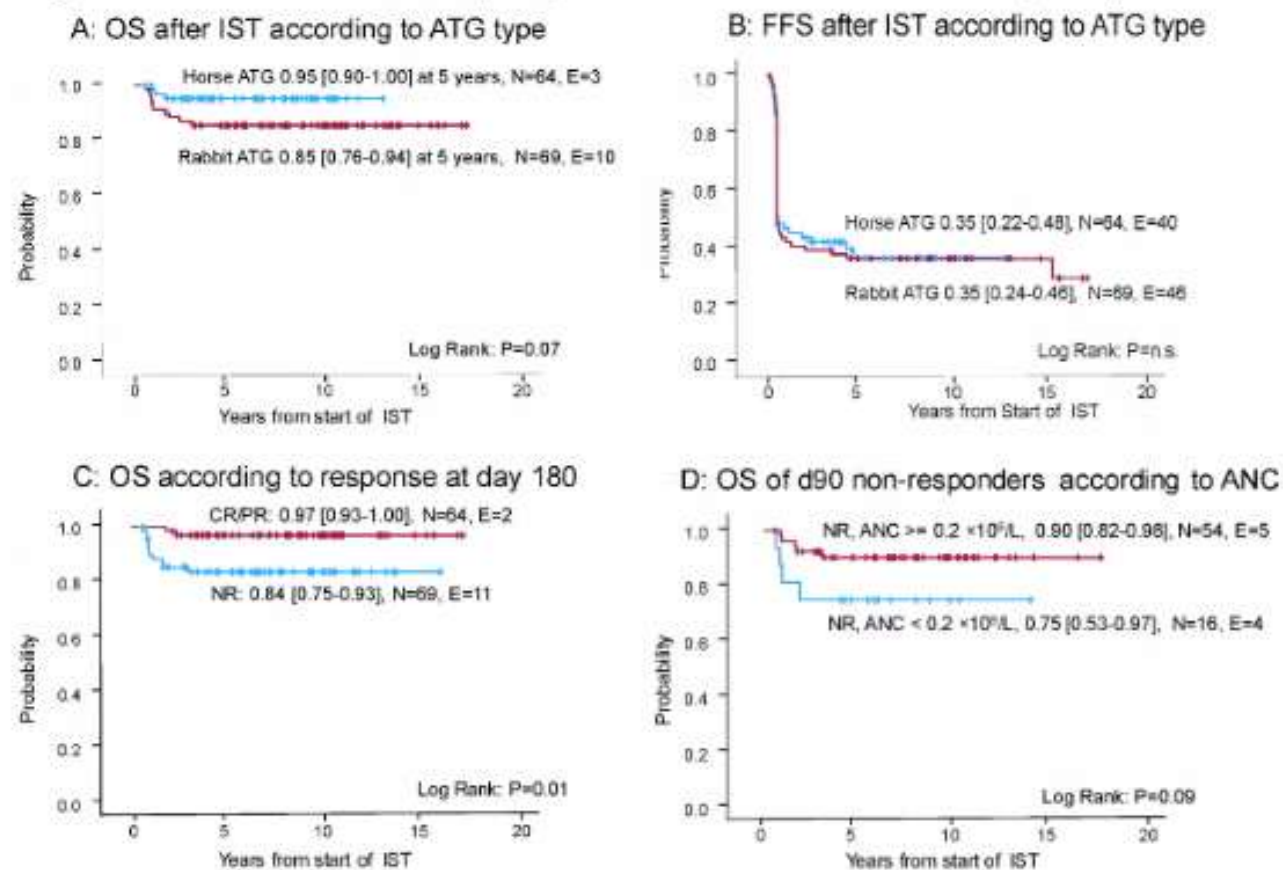 A: OS after IST according to ATG type
Horse ATG 0.95 [0.90-1.00] at 5 years, N=64, E=3
Rabbit ATG 0.85 [0.76-0.94] at 5 years, N=69, E=10
Log Rank: P=0.07
Probability
1.0
0.8
0.6
0.4
0.2
0.0
0 5 10 15 20
Years from start of IST
B: FFS after IST according to ATG type
Horse ATG 0.35 [0.22-0.48], N=64, E=40
Rabbit ATG 0.35 [0.24-0.46], N=69, E=46
Log Rank: P=n.s.
Probability
1.0
0.8
0.6
0.4
0.2
0.0
0 5 10 15 20
Years from Start of IST
C: OS according to response at day 180
CR/PR: 0.97 [0.93-1.00], N=64, E=2
NR: 0.84 [0.75-0.93], N=69, E=11
Log Rank: P=0.01
Probability
1.0
0.8
0.6
0.4
0.2
0.0
0 5 10 15 20
Years from start of IST
D: OS of d90 non-responders according to ANC
NR, ANC >= 0.2 ×10⁹/L, 0.90 [0.82-0.98], N=54, E=5
NR, ANC < 0.2 ×10⁹/L, 0.75 [0.53-0.97], N=16, E=4
Log Rank: P=0.09
Probability
1.0
0.8
0.6
0.4
0.2
0.0
0 5 10 15 20
Years from start of IST